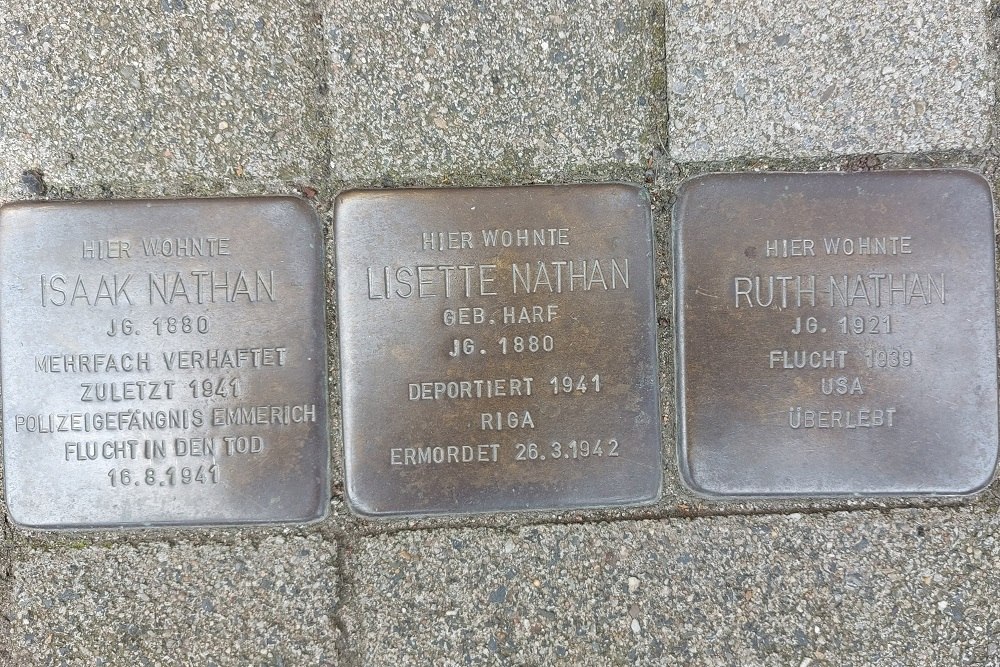 HIER WOHNTE
ISAAK NATHAN
JG. 1880
MEHRFACH VERHAFTET
ZULETZT 1941
POLIZEIGEFÄNGNIS EMMERICH
FLUCHT IN DEN TOD
16.8.1941
HIER WOHNTE
LISETTE NATHAN
GEB. HARF
JG. 1880
DEPORTIERT 1941
RIGA
ERMORDET 26.3.1942
HIER WOHNTE
RUTH NATHAN
JG. 1921
FLUCHT 1939
USA
ÜBERLEBT